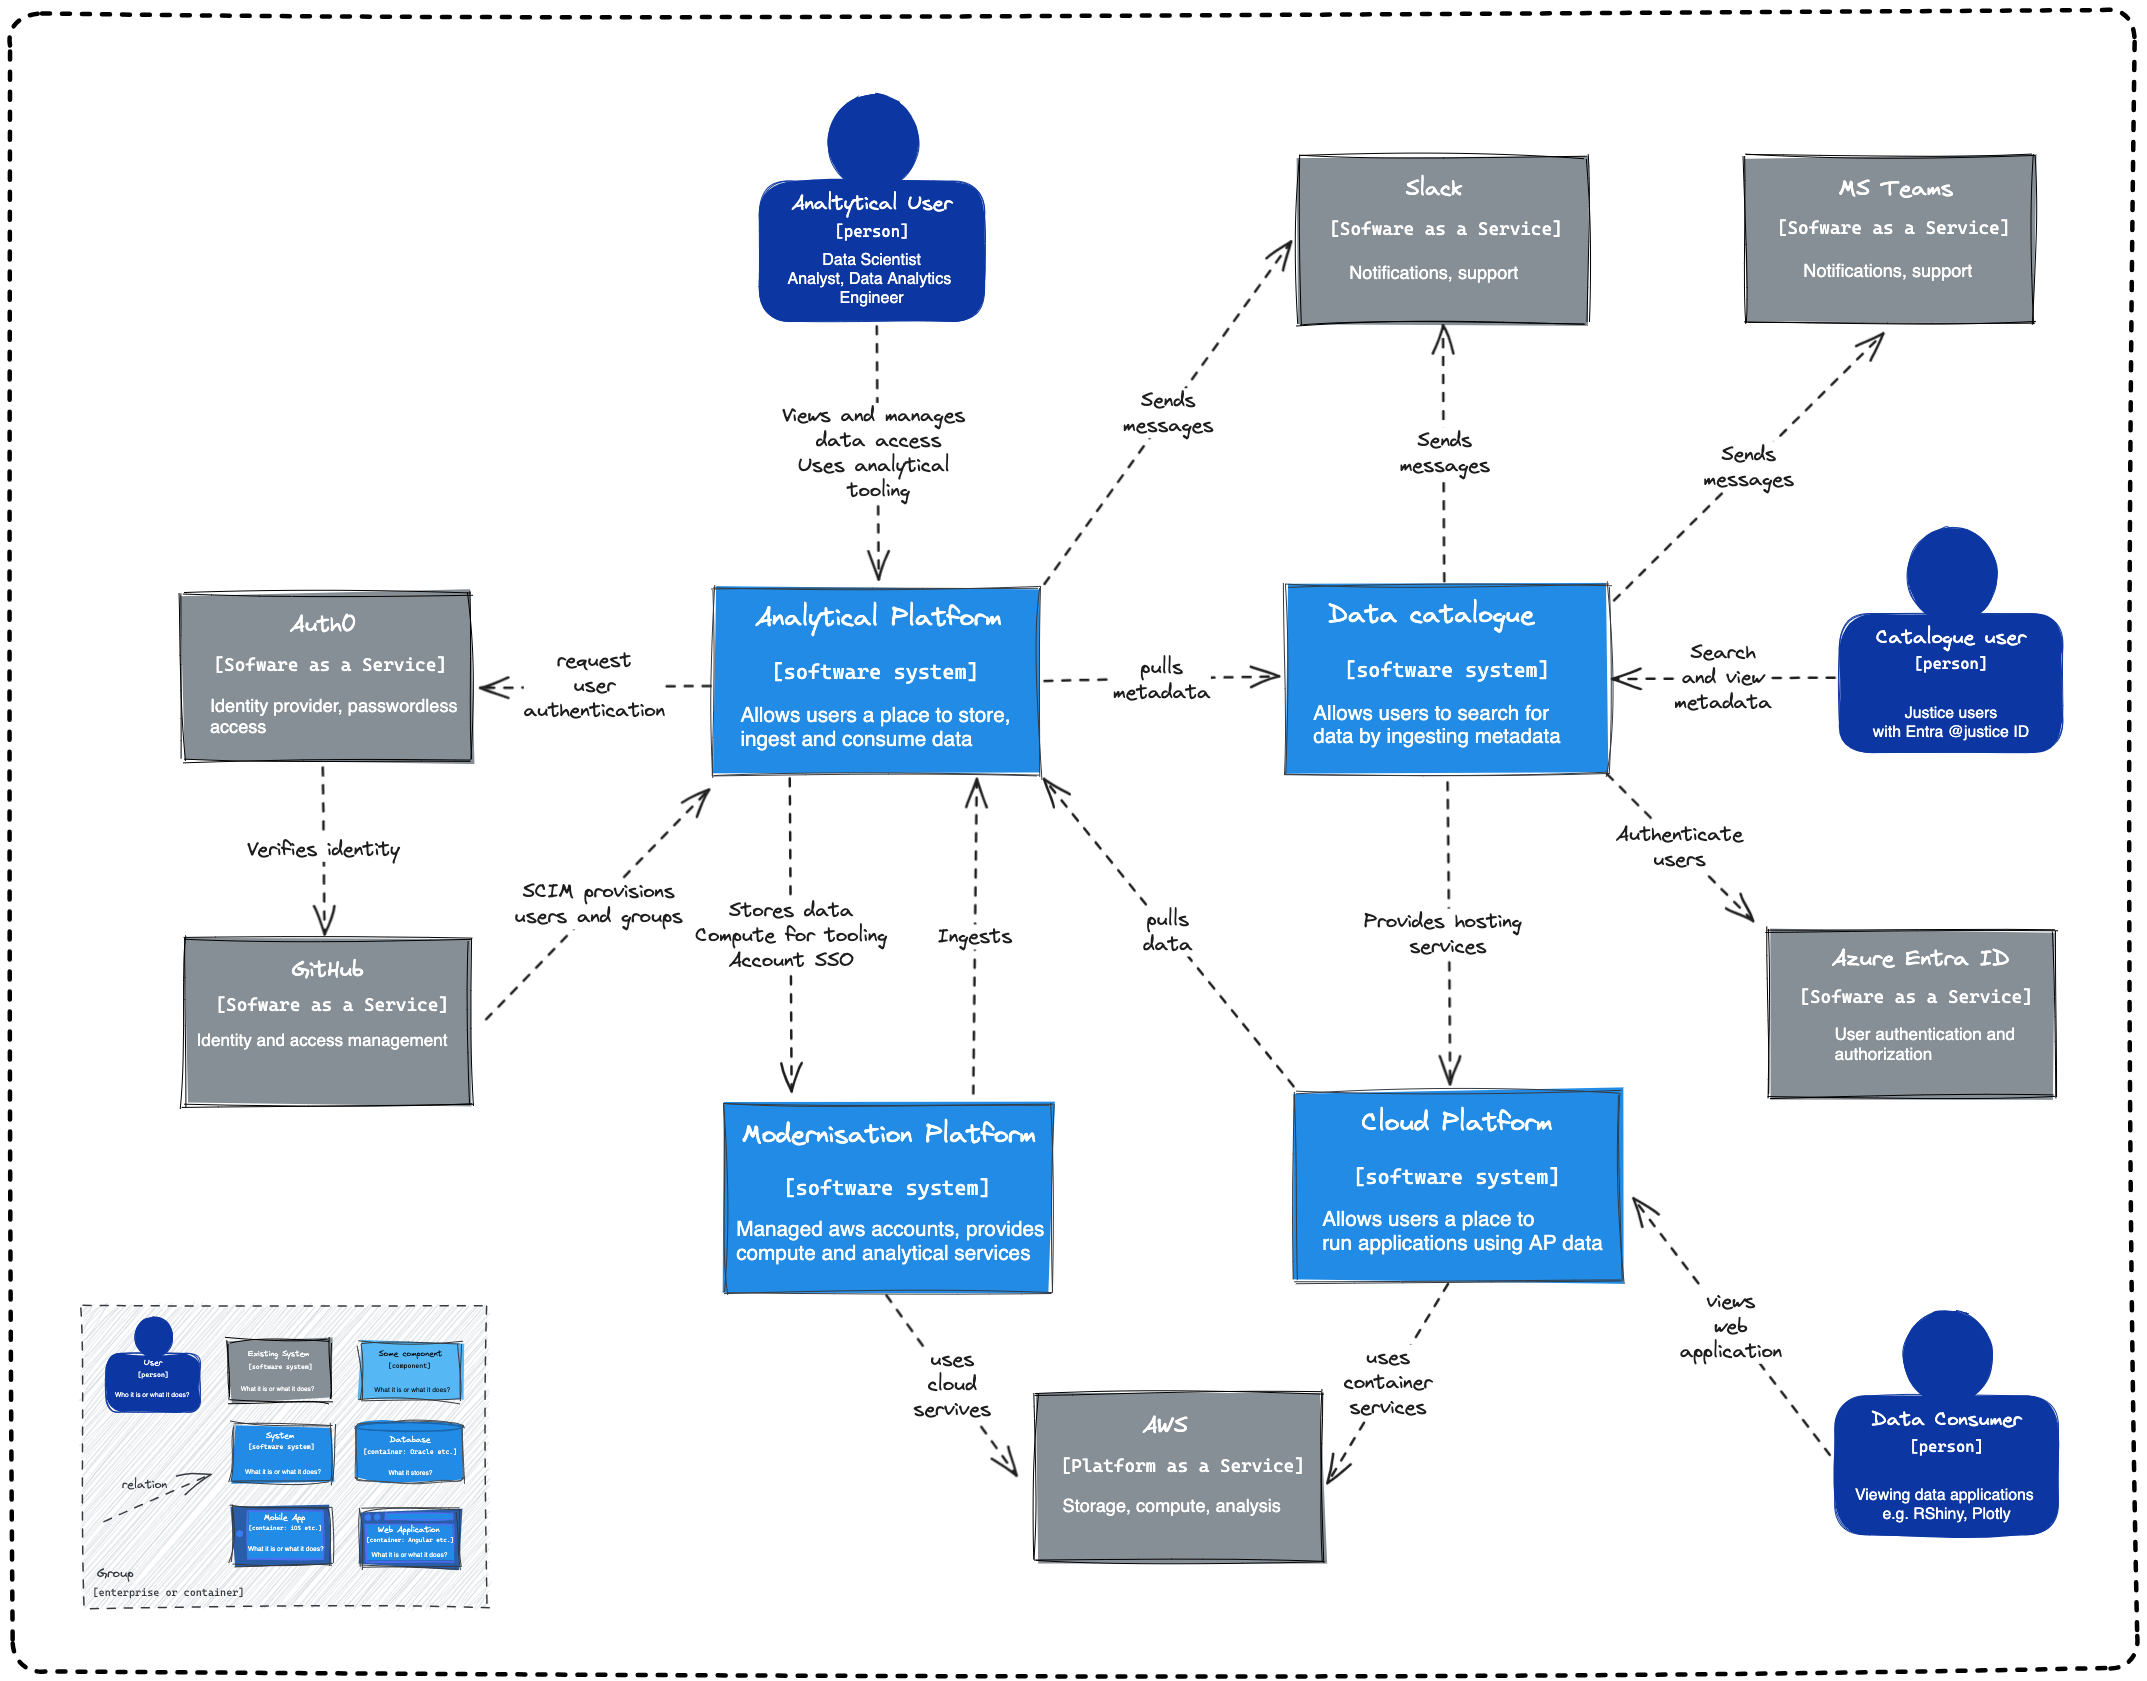 Analtytical User
[person]
Data Scientist
Analyst, Data Analytics
Engineer
Slack
[Sofware as a Service]
Notifications, support
MS Teams
[Sofware as a Service]
Notifications, support
Views and manages
data access
Uses analytical
tooling
Sends
messages
Sends
messages
Sends
messages
Auth0
[Sofware as a Service]
Identity provider, passwordless
access
request
user
authentication
Analytical Platform
[software system]
Allows users a place to store,
ingest and consume data
pulls
metadata
Data catalogue
[software system]
Allows users to search for
data by ingesting metadata
Search
and view
metadata
Catalogue user
[person]
Justice users
with Entra @justice ID
Verifies identity
SCIM provisions
users and groups
Stores data
Compute for tooling
Account SSO
Ingests
pulls
data
Provides hosting
services
Authenticate
users
GitHub
[Sofware as a Service]
Identity and access management
Azure Entra ID
[Sofware as a Service]
User authentication and
authorization
Modernisation Platform
[software system]
Managed aws accounts, provides
compute and analytical services
Cloud Platform
[software system]
Allows users a place to
run applications using AP data
uses
cloud
servives
uses
container
services
views
web
application
AWS
[Platform as a Service]
Storage, compute, analysis
Data Consumer
[person]
Viewing data applications
e.g. RShiny, Plotly
User
[person]
Who it is or what it does?
Existing System
[software system]
What it is or what it does?
Some component
[component]
What it is or what it does?
System
[software system]
What it is or what it does?
Database
[container: Oracle etc.]
What it stores?
relation
Mobile App
[container: iOS etc.]
What it is or what it does?
Web Application
[container: Angular etc.]
What it is or what it does?
Group
[enterprise or container]